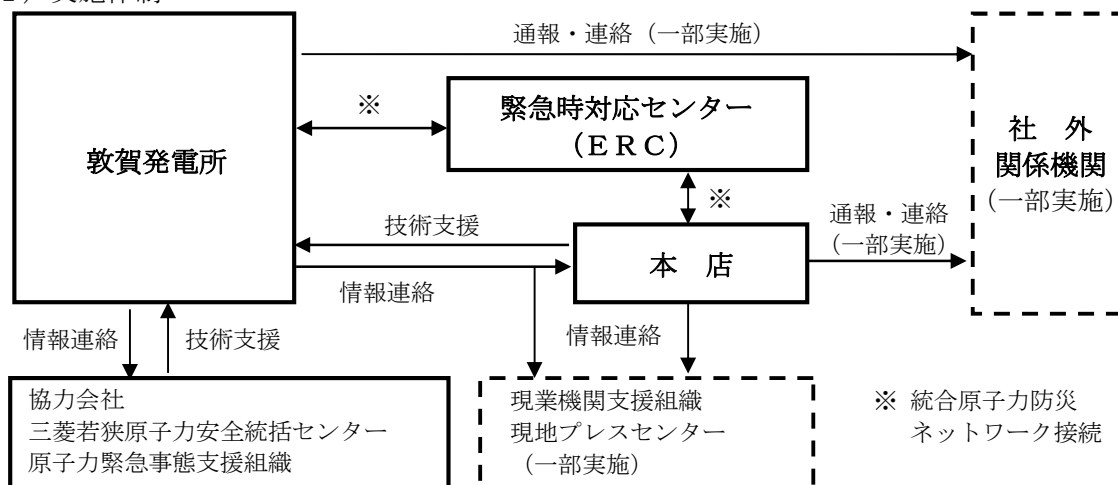 通報・連絡（一部実施）
※
緊急時対応センター
（ＥＲＣ）
社 外
関係機関
（一部実施）
敦賀発電所
※
技術支援
通報・連絡
（一部実施）
本 店
情報連絡
情報連絡
技術支援
情報連絡
協力会社
三菱若狭原子力安全統括センター
原子力緊急事態支援組織
現業機関支援組織
現地プレスセンター
（一部実施）
※ 統合原子力防災
ネットワーク接続